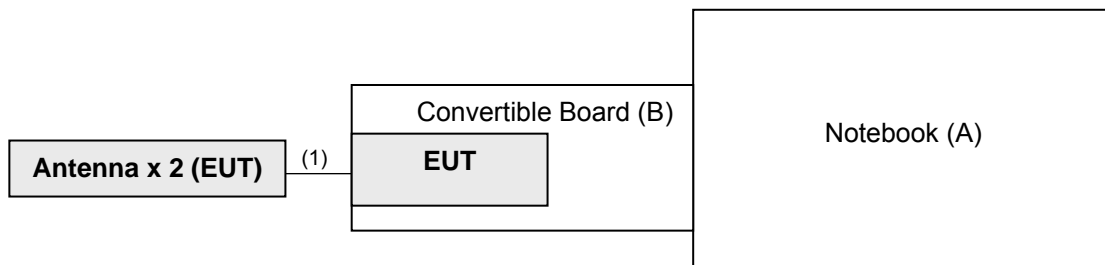 Convertible Board (B)
Notebook (A)
Antenna x 2 (EUT)
(1)
EUT